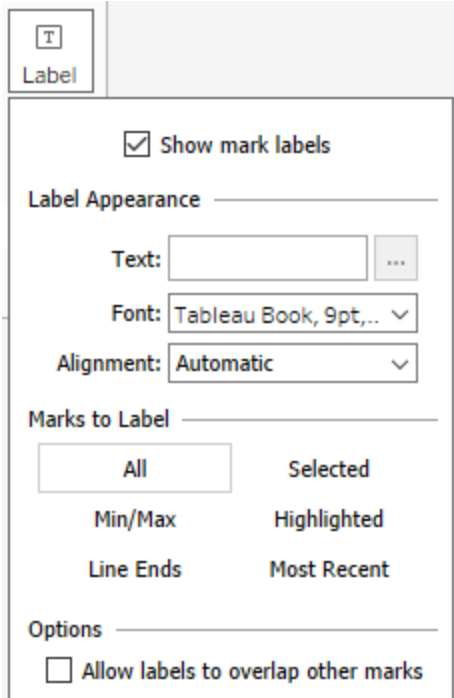 T
Label
Show mark labels
Label Appearance
Text: ...
Font: Tableau Book, 9pt,..
Alignment: Automatic
Marks to Label
All Selected
Min/Max Highlighted
Line Ends Most Recent
Options
Allow labels to overlap other marks